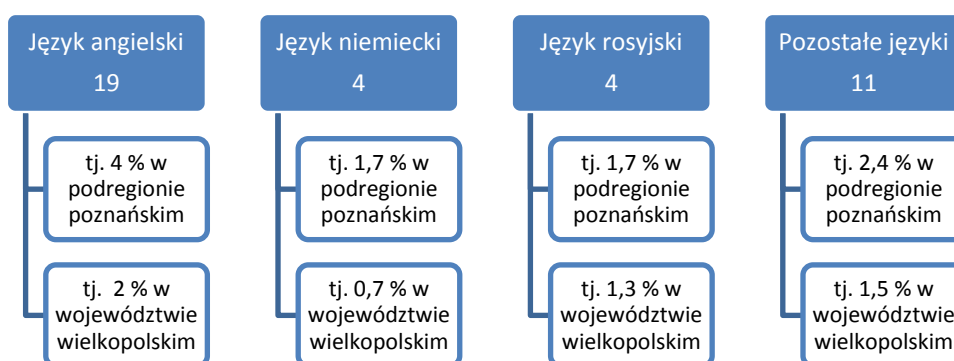 Język angielski
19
tj. 4 % w
podregionie
poznańskim
tj. 2 % w
województwie
wielkopolskim
Język niemiecki
4
tj. 1,7 % w
podregionie
poznańskim
tj. 0,7 % w
województwie
wielkopolskim
Język rosyjski
4
tj. 1,7 % w
podregionie
poznańskim
tj. 1,3 % w
województwie
wielkopolskim
Pozostałe języki
11
tj. 2,4 % w
podregionie
poznańskim
tj. 1,5 % w
województwie
wielkopolskim